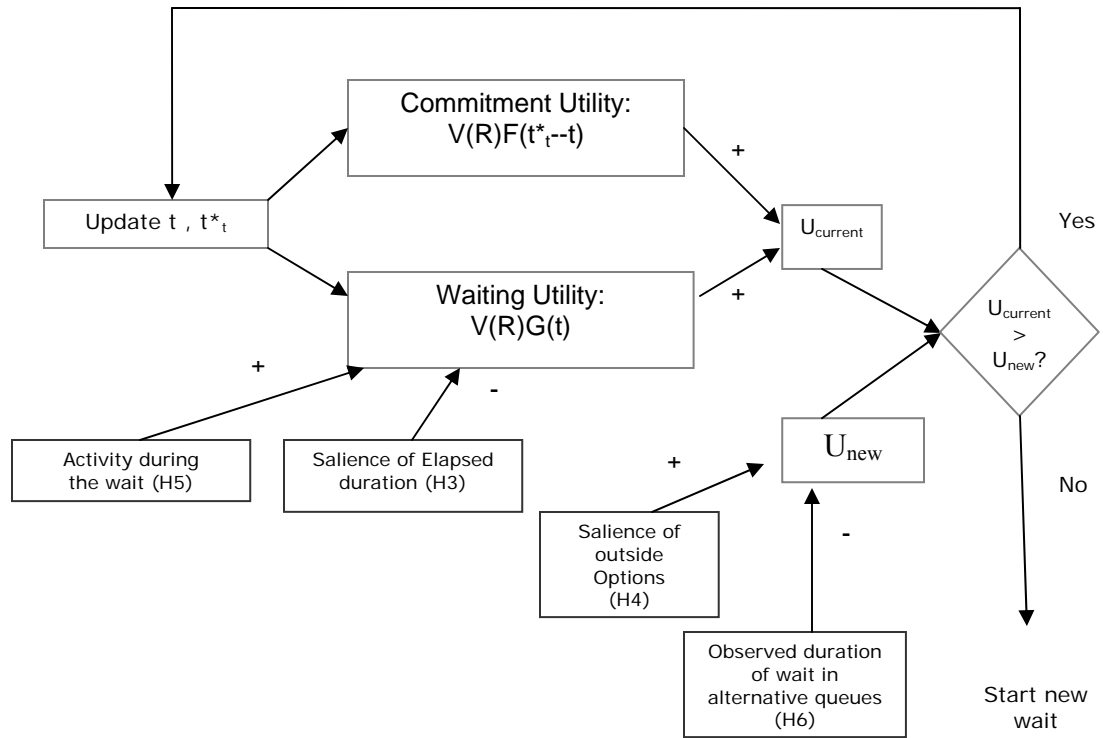 Commitment Utility:
V(R)F(t*t--t)
+
Update t , t*t
Ucurrent
Yes
Waiting Utility:
V(R)G(t)
+
Ucurrent
>
Unew?
+
-
Activity during
the wait (H5)
Salience of Elapsed
duration (H3)
Unew
+
No
-
Salience of
outside
Options
(H4)
Observed duration
of wait in
alternative queues
(H6)
Start new
wait